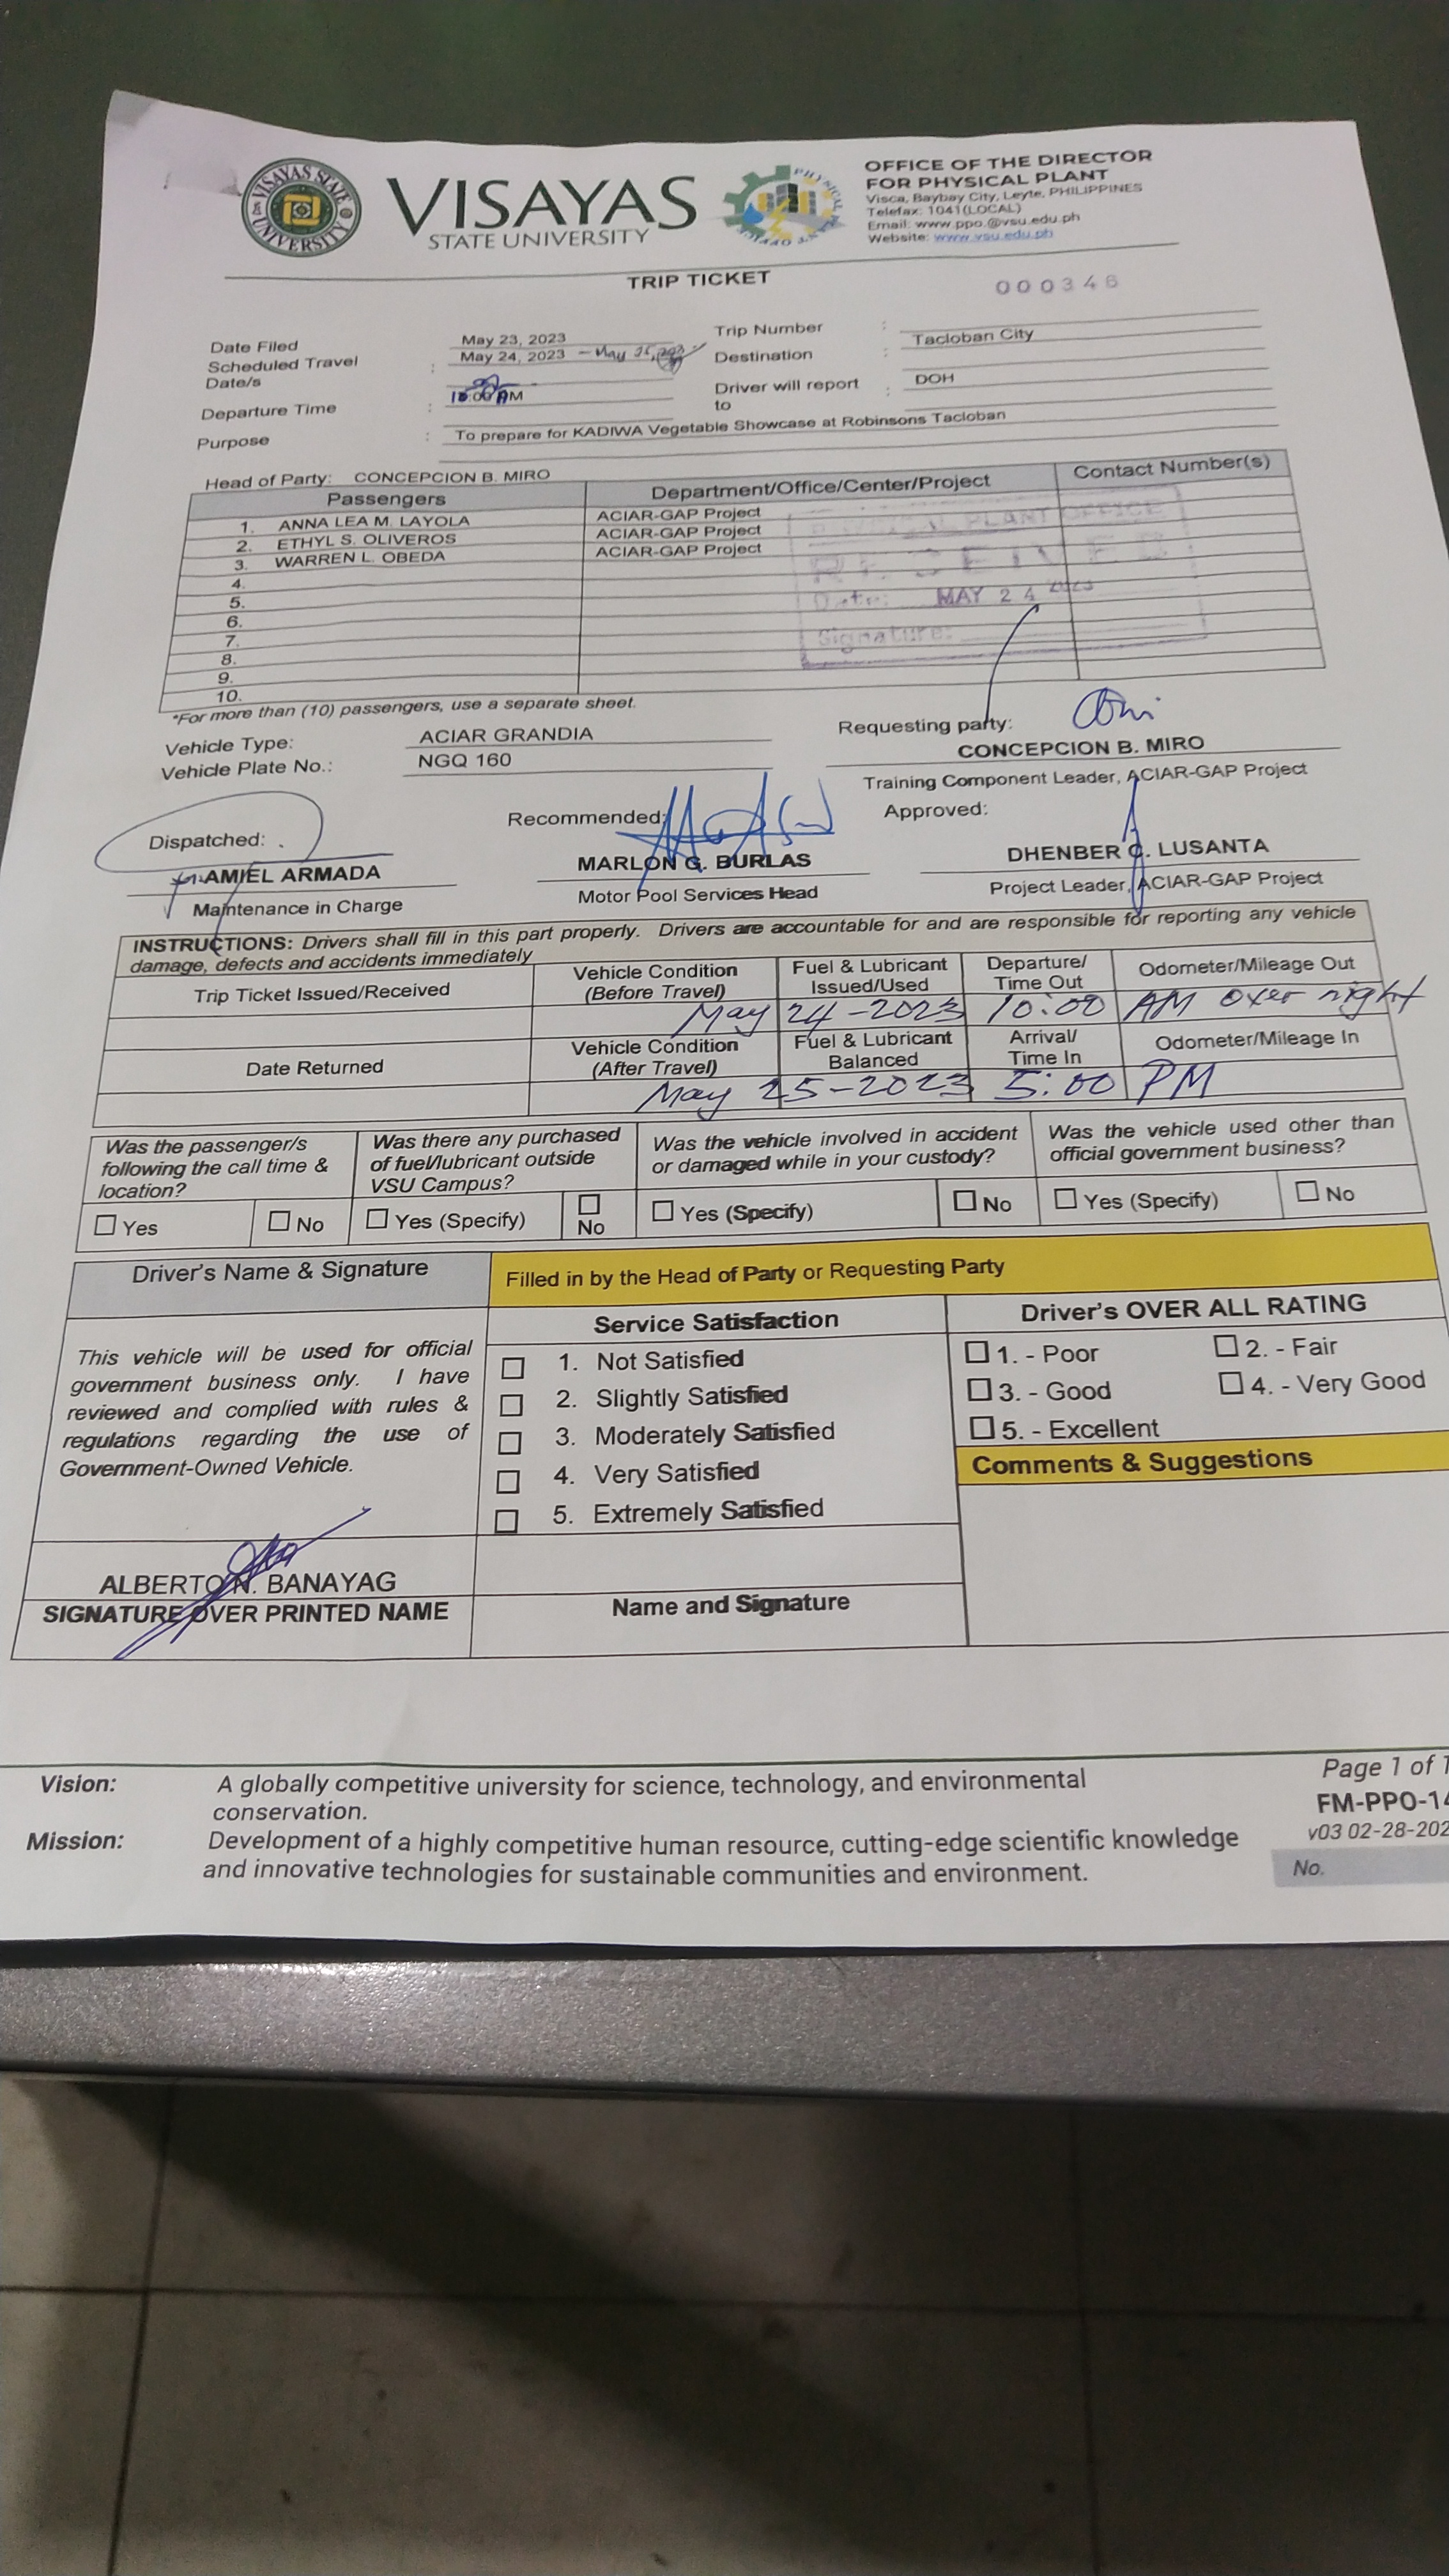 VISAYAS STATE UNIVERSITY
VISAYAS
STATE UNIVERSITY
OFFICE OF THE DIRECTOR
FOR PHYSICAL PLANT
Visca, Baybay City, Leyte, PHILIPPINES
Telefax: 1041(LOCAL)
Email: www.ppo.@vsu.edu.ph
Website: www.vsu.edu.ph
TRIP TICKET
000346
Date Filed May 23, 2023 Trip Number :
Scheduled Travel Date/s : May 24, 2023 - May 25, Destination : Tacloban City
Departure Time : Driver will report to : DOH
Purpose : To prepare for KADIWA Vegetable Showcase at Robinsons Tacloban
Head of Party: CONCEPCION B. MIRO
Passengers Department/Office/Center/Project Contact Number(s)
1. ANNA LEA M. LAYOLA ACIAR-GAP Project
2. ETHYL S. OLIVEROS ACIAR-GAP Project
3. WARREN L. OBEDA ACIAR-GAP Project
4.
5.
6.
7.
8.
9.
10.
PHYSICAL PLANT OFFICE
RECEIVED
Date: MAY 24 2023
Signature:
*For more than (10) passengers, use a separate sheet.
Vehicle Type: ACIAR GRANDIA
Vehicle Plate No.: NGQ 160
Requesting party:
CONCEPCION B. MIRO
Training Component Leader, ACIAR-GAP Project
Dispatched: Recommended: Approved:
AMIEL ARMADA MARLON G. BURLAS DHENBER C. LUSANTA
Maintenance in Charge Motor Pool Services Head Project Leader, ACIAR-GAP Project
INSTRUCTIONS: Drivers shall fill in this part properly. Drivers are accountable for and are responsible for reporting any vehicle
damage, defects and accidents immediately
Trip Ticket Issued/Received Vehicle Condition (Before Travel) Fuel & Lubricant Issued/Used Departure/ Time Out Odometer/Mileage Out
May 24-2023 10:00 AM over night
Date Returned Vehicle Condition (After Travel) Fuel & Lubricant Balanced Arrival/ Time In Odometer/Mileage In
May 25-2023 5:00 PM
Was the passenger/s following the call time & location? Was there any purchased of fuel/lubricant outside VSU Campus? Was the vehicle involved in accident or damaged while in your custody? Was the vehicle used other than official government business?
Yes No Yes (Specify) No Yes (Specify) No Yes (Specify) No
Driver's Name & Signature Filled in by the Head of Party or Requesting Party
Service Satisfaction Driver's OVER ALL RATING
This vehicle will be used for official
government business only. I have
reviewed and complied with rules &
regulations regarding the use of
Government-Owned Vehicle.
1. Not Satisfied
2. Slightly Satisfied
3. Moderately Satisfied
4. Very Satisfied
5. Extremely Satisfied
1. - Poor 2. - Fair
3. - Good 4. - Very Good
5. - Excellent
Comments & Suggestions
ALBERTO N. BANAYAG
SIGNATURE OVER PRINTED NAME Name and Signature
Vision: A globally competitive university for science, technology, and environmental
conservation.
Mission: Development of a highly competitive human resource, cutting-edge scientific knowledge
and innovative technologies for sustainable communities and environment.
Page 1 of 1
FM-PPO-14
v03 02-28-202
No.